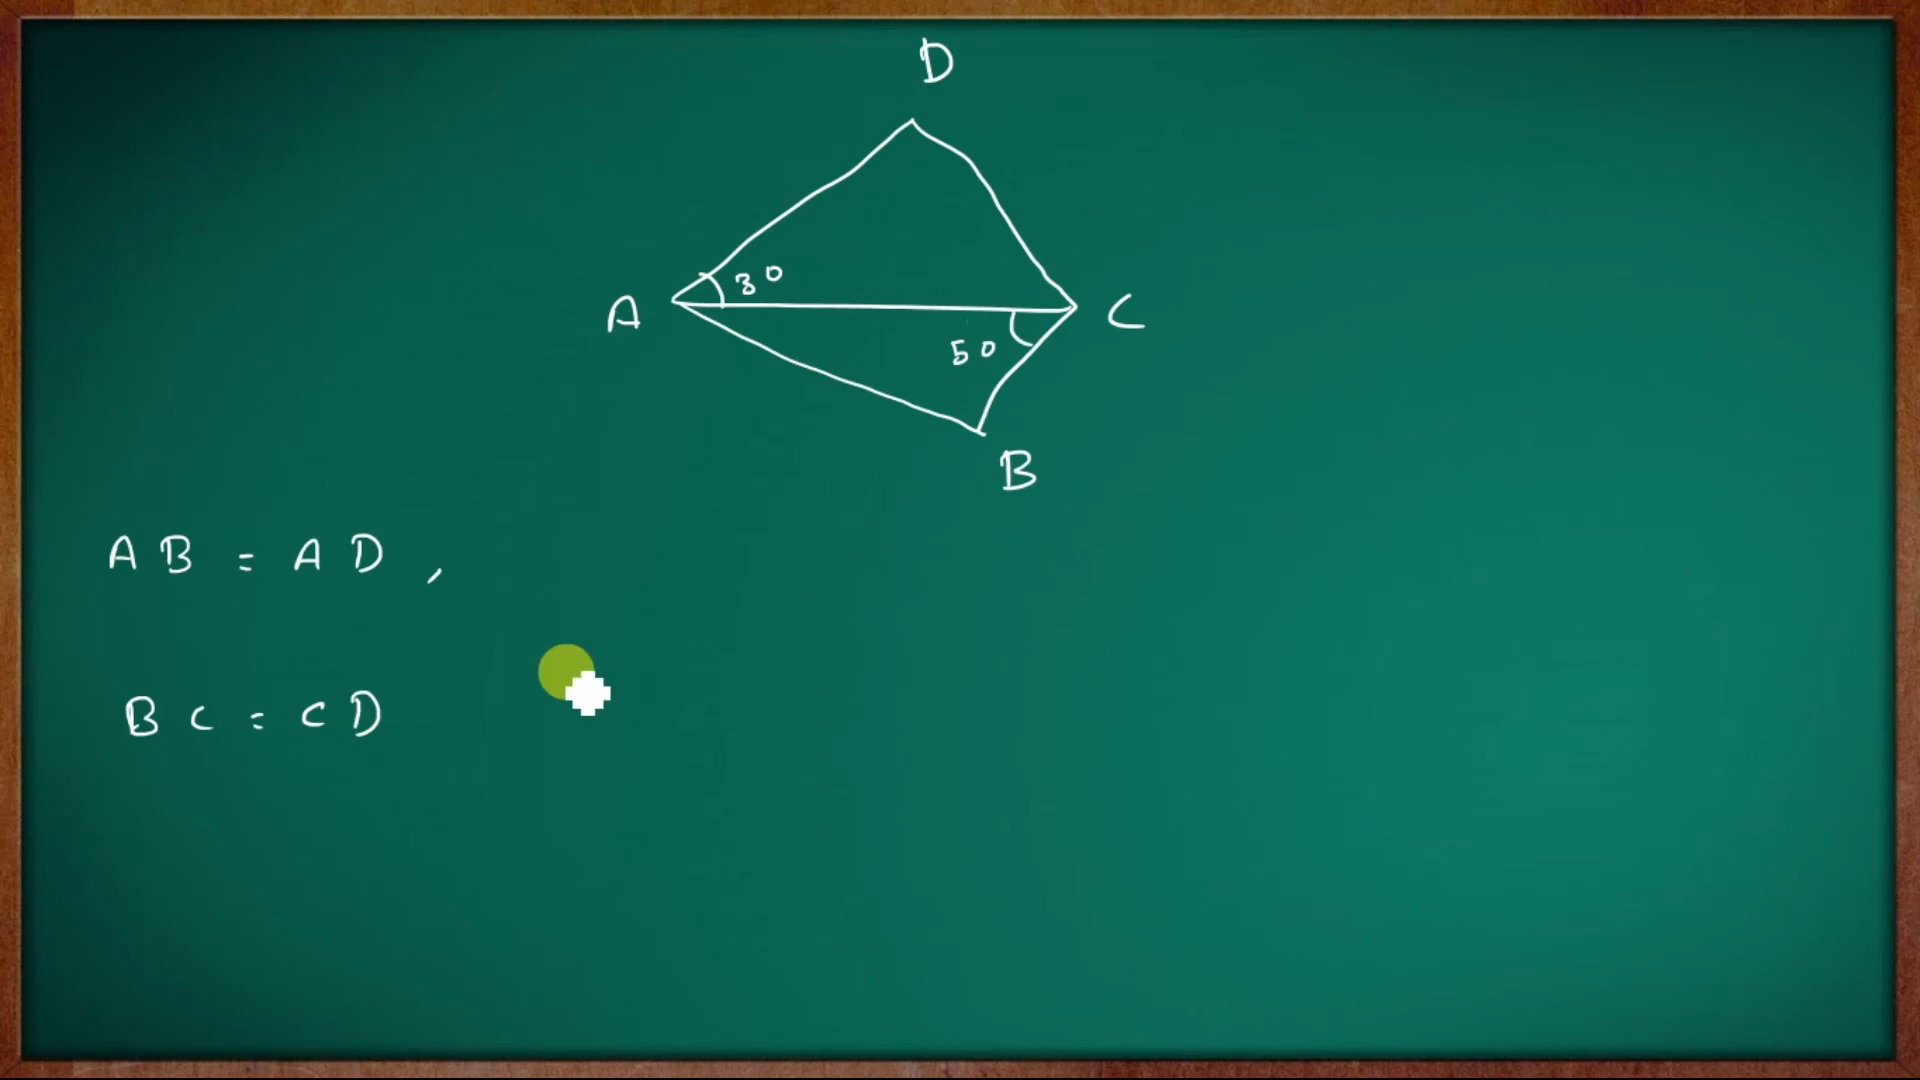 D
30
A
C
50
B
AB = AD,
BC = CD